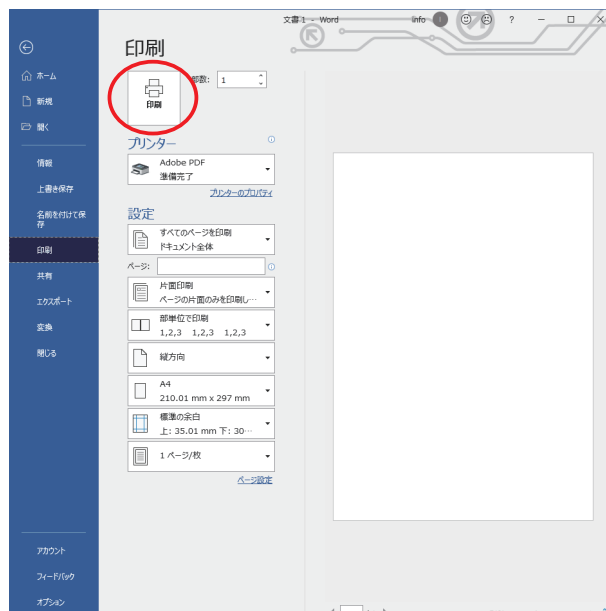 文書1 - Word
info
?
印刷
ホーム
新規
開く
情報
上書き保存
名前を付けて保
存
印刷
共有
エクスポート
変換
閉じる
アカウント
フィードバック
オプション
印刷
部数: 1
プリンター
Adobe PDF
準備完了
プリンターのプロパティ
設定
すべてのページを印刷
ドキュメント全体
ページ:
片面印刷
ページの片面のみを印刷し…
部単位で印刷
1,2,3 1,2,3 1,2,3
縦方向
A4
210.01 mm x 297 mm
標準の余白
上: 35.01 mm 下: 30…
1 ページ/枚
ページ設定